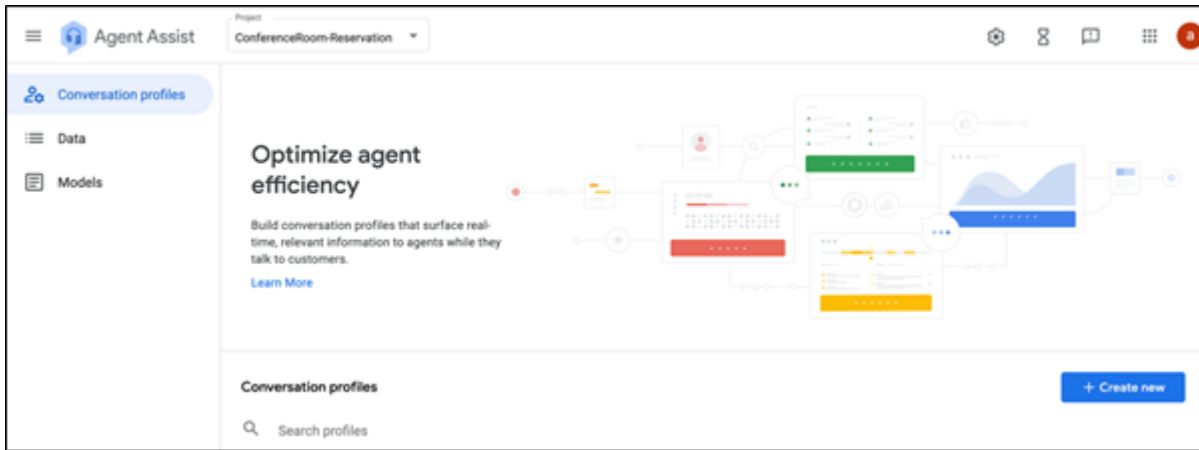 Agent Assist
Project
ConferenceRoom-Reservation
a
Conversation profiles
Data
Models
Optimize agent
efficiency
Build conversation profiles that surface real-
time, relevant information to agents while they
talk to customers.
Learn More
Conversation profiles
+ Create new
Search profiles